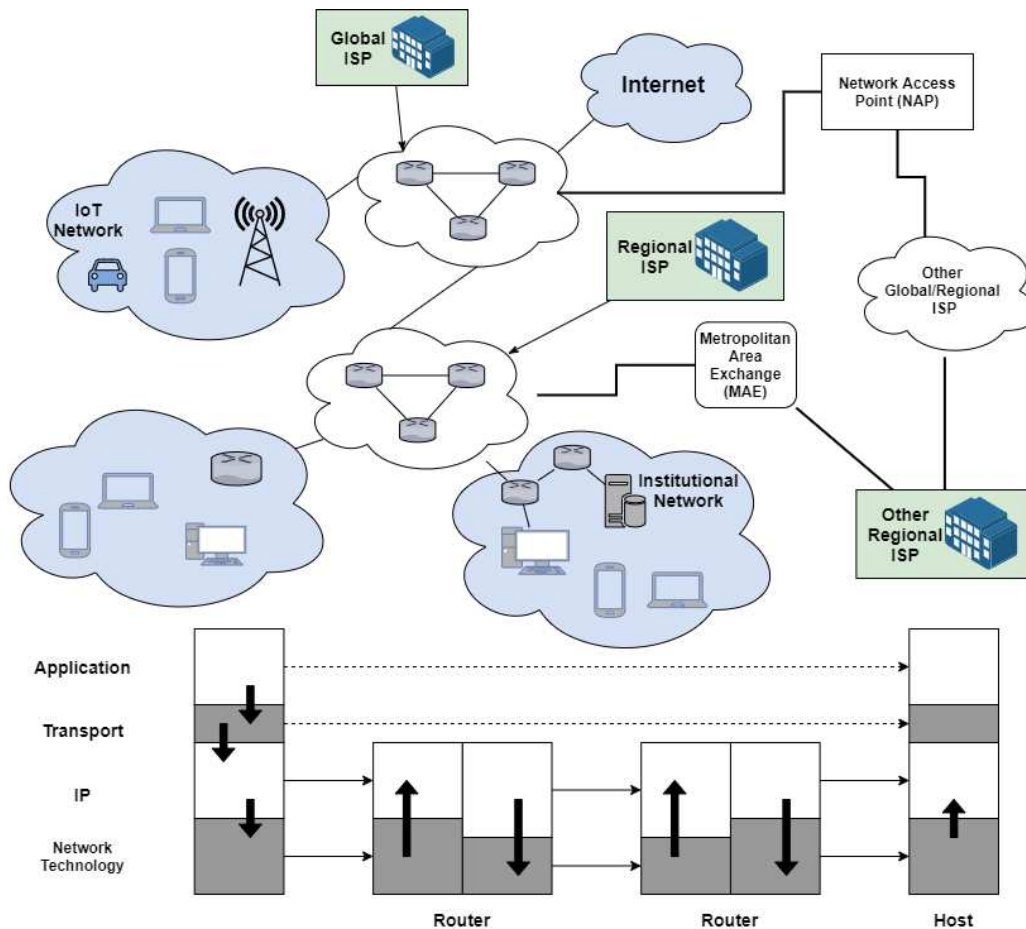 Global
ISP
Internet
Network Access
Point (NAP)
IoT
Network
Regional
ISP
Other
Global/Regional
ISP
Metropolitan
Area
Exchange
(MAE)
Institutional
Network
Other
Regional
ISP
Application
Transport
IP
Network
Technology
Router
Router
Host